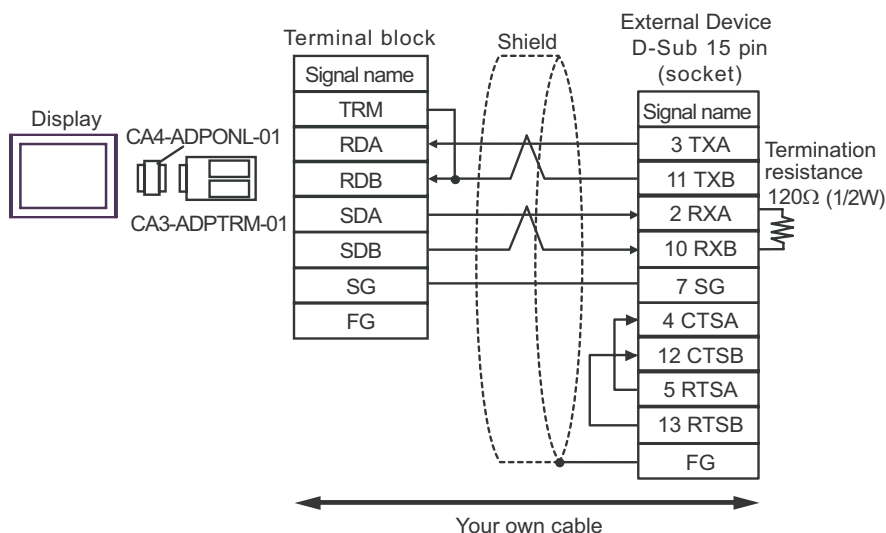 Display
CA4-ADPONL-01
CA3-ADPTRM-01
Terminal block
Signal name
TRM
RDA
RDB
SDA
SDB
SG
FG
Shield
External Device
D-Sub 15 pin
(socket)
Signal name
3 TXA
11 TXB
2 RXA
10 RXB
7 SG
4 CTSA
12 CTSB
5 RTSA
13 RTSB
FG
Termination
resistance
120Ω (1/2W)
Your own cable